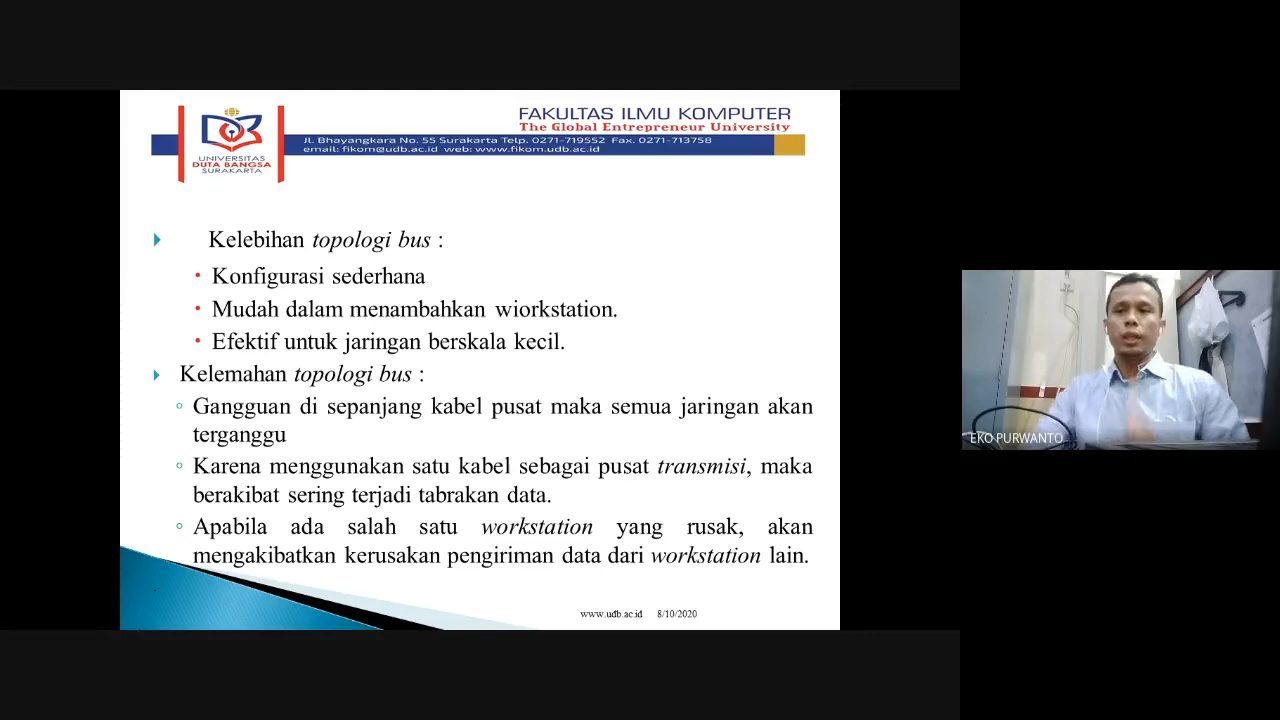 FAKULTAS ILMU KOMPUTER
The Global Entrepreneur University
Jl. Bhayangkara No. 55 Surakarta Telp. 0271-719552 Fax. 0271-713758
email: fikom@udb.ac.id web: www.fikom.udb.ac.id
UNIVERSITAS
DUTA BANGSA
SURAKARTA
Kelebihan topologi bus :
Konfigurasi sederhana
Mudah dalam menambahkan wiorkstation.
Efektif untuk jaringan berskala kecil.
Kelemahan topologi bus :
Gangguan di sepanjang kabel pusat maka semua jaringan akan
terganggu
Karena menggunakan satu kabel sebagai pusat transmisi, maka
berakibat sering terjadi tabrakan data.
Apabila ada salah satu workstation yang rusak, akan
mengakibatkan kerusakan pengiriman data dari workstation lain.
www.udb.ac.id 8/10/2020
EKO PURWANTO